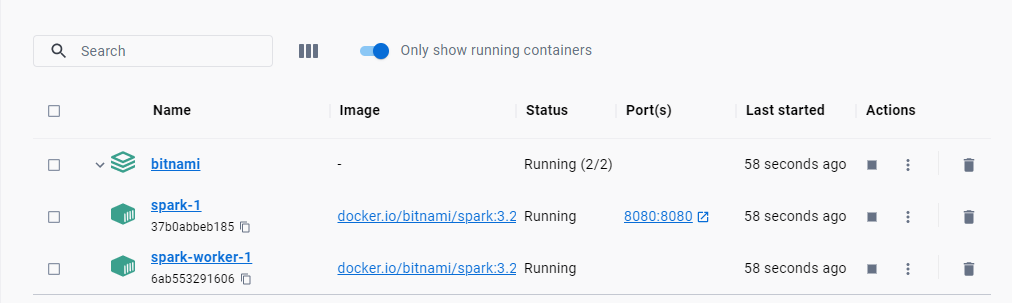 Search
Only show running containers
Name Image Status Port(s) Last started Actions
bitnami - Running (2/2) 58 seconds ago
spark-1 docker.io/bitnami/spark:3.2 Running 8080:8080 58 seconds ago
37b0abbeb185
spark-worker-1 docker.io/bitnami/spark:3.2 Running 58 seconds ago
6ab553291606